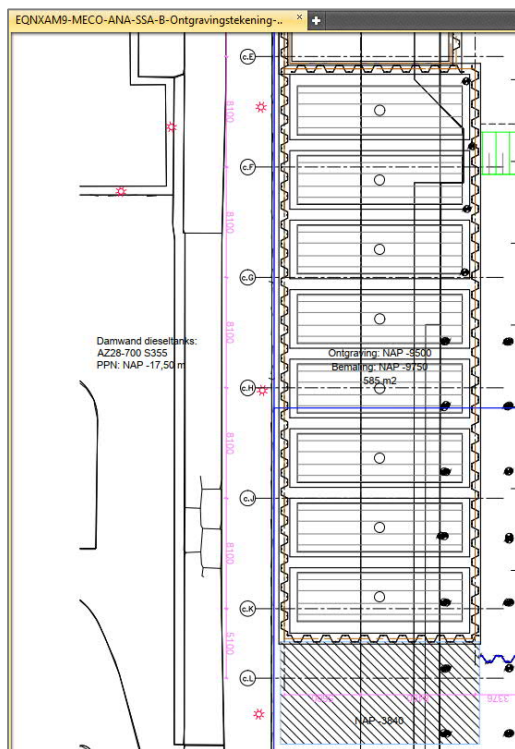 EQNXAM9-MECO-ANA-SSA-B-Ontgravingstekening-..
c.E
8100
c.F
8100
c.G
8100
Damwand dieseltanks:
AZ28-700 S355
PPN: NAP -17,50 m
Ontgraving: NAP -9500
Bemaling: NAP -9750
585 m2
c.H
8100
c.J
8100
c.K
5100
c.L
3378
NAP -3840